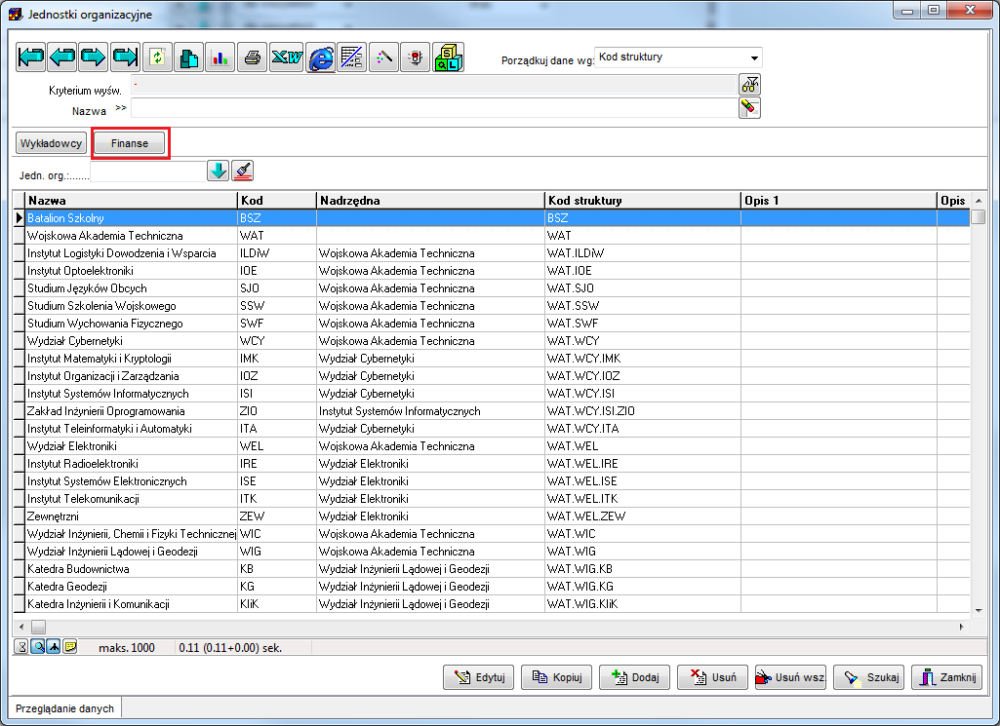 Jednostki organizacyjne
Porządkuj dane wg: Kod struktury
Kryterium wyśw.
Nazwa >>
Wykładowcy Finanse
Jedn. org.:......
Nazwa Kod Nadrzędna Kod struktury Opis 1 Opis
Batalion Szkolny BSZ BSZ
Wojskowa Akademia Techniczna WAT WAT
Instytut Logistyki Dowodzenia i Wsparcia ILDiW Wojskowa Akademia Techniczna WAT.ILDiW
Instytut Optoelektroniki IOE Wojskowa Akademia Techniczna WAT.IOE
Studium Języków Obcych SJO Wojskowa Akademia Techniczna WAT.SJO
Studium Szkolenia Wojskowego SSW Wojskowa Akademia Techniczna WAT.SSW
Studium Wychowania Fizycznego SWF Wojskowa Akademia Techniczna WAT.SWF
Wydział Cybernetyki WCY Wojskowa Akademia Techniczna WAT.WCY
Instytut Matematyki i Kryptologii IMK Wydział Cybernetyki WAT.WCY.IMK
Instytut Organizacji i Zarządzania IOZ Wydział Cybernetyki WAT.WCY.IOZ
Instytut Systemów Informatycznych ISI Wydział Cybernetyki WAT.WCY.ISI
Zakład Inżynierii Oprogramowania ZIO Instytut Systemów Informatycznych WAT.WCY.ISI.ZIO
Instytut Teleinformatyki i Automatyki ITA Wydział Cybernetyki WAT.WCY.ITA
Wydział Elektroniki WEL Wojskowa Akademia Techniczna WAT.WEL
Instytut Radioelektroniki IRE Wydział Elektroniki WAT.WEL.IRE
Instytut Systemów Elektronicznych ISE Wydział Elektroniki WAT.WEL.ISE
Instytut Telekomunikacji ITK Wydział Elektroniki WAT.WEL.ITK
Zewnętrzni ZEW Wydział Elektroniki WAT.WEL.ZEW
Wydział Inżynierii, Chemii i Fizyki Technicznej WIC Wojskowa Akademia Techniczna WAT.WIC
Wydział Inżynierii Lądowej i Geodezji WIG Wojskowa Akademia Techniczna WAT.WIG
Katedra Budownictwa KB Wydział Inżynierii Lądowej i Geodezji WAT.WIG.KB
Katedra Geodezji KG Wydział Inżynierii Lądowej i Geodezji WAT.WIG.KG
Katedra Inżynierii i Komunikacji KIiK Wydział Inżynierii Lądowej i Geodezji WAT.WIG.KIiK
maks. 1000 0.11 (0.11+0.00) sek.
Edytuj Kopiuj Dodaj Usuń Usuń wsz. Szukaj Zamknij
Przeglądanie danych